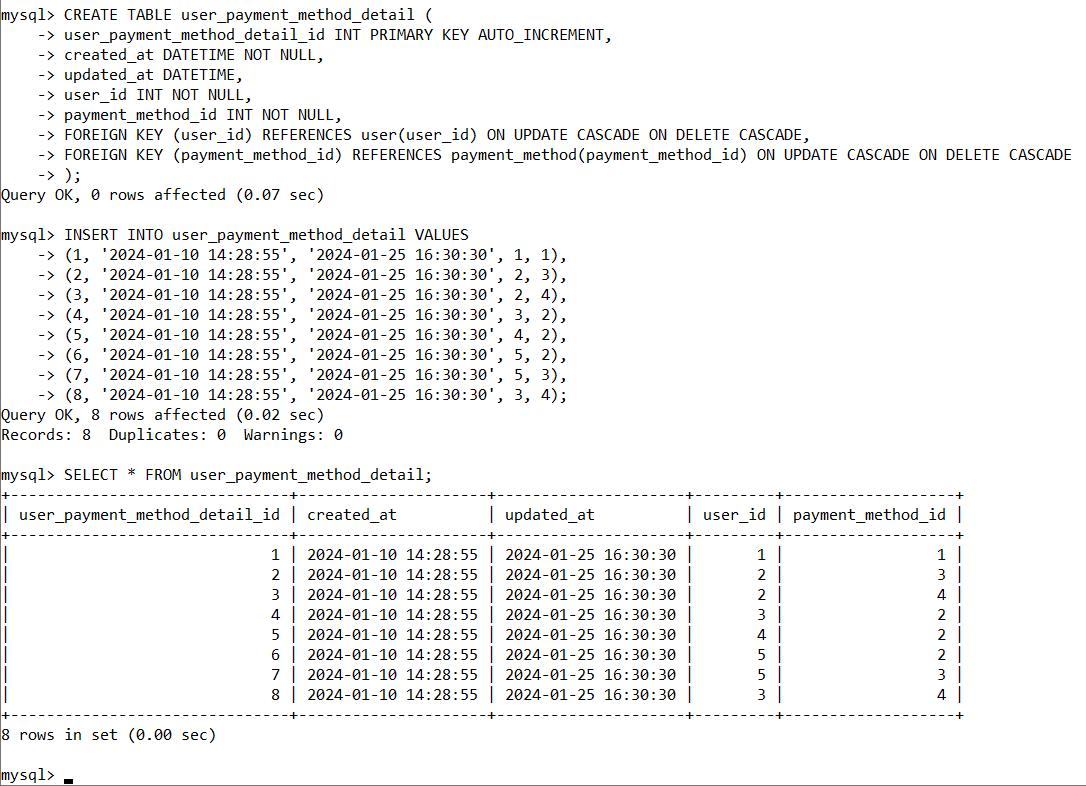 mysql> CREATE TABLE user_payment_method_detail (
    -> user_payment_method_detail_id INT PRIMARY KEY AUTO_INCREMENT,
    -> created_at DATETIME NOT NULL,
    -> updated_at DATETIME,
    -> user_id INT NOT NULL,
    -> payment_method_id INT NOT NULL,
    -> FOREIGN KEY (user_id) REFERENCES user(user_id) ON UPDATE CASCADE ON DELETE CASCADE,
    -> FOREIGN KEY (payment_method_id) REFERENCES payment_method(payment_method_id) ON UPDATE CASCADE ON DELETE CASCADE
    -> );
Query OK, 0 rows affected (0.07 sec)

mysql> INSERT INTO user_payment_method_detail VALUES
    -> (1, '2024-01-10 14:28:55', '2024-01-25 16:30:30', 1, 1),
    -> (2, '2024-01-10 14:28:55', '2024-01-25 16:30:30', 2, 3),
    -> (3, '2024-01-10 14:28:55', '2024-01-25 16:30:30', 2, 4),
    -> (4, '2024-01-10 14:28:55', '2024-01-25 16:30:30', 3, 2),
    -> (5, '2024-01-10 14:28:55', '2024-01-25 16:30:30', 4, 2),
    -> (6, '2024-01-10 14:28:55', '2024-01-25 16:30:30', 5, 2),
    -> (7, '2024-01-10 14:28:55', '2024-01-25 16:30:30', 5, 3),
    -> (8, '2024-01-10 14:28:55', '2024-01-25 16:30:30', 3, 4);
Query OK, 8 rows affected (0.02 sec)
Records: 8  Duplicates: 0  Warnings: 0

mysql> SELECT * FROM user_payment_method_detail;
+-------------------------------+---------------------+---------------------+---------+-------------------+
| user_payment_method_detail_id | created_at          | updated_at          | user_id | payment_method_id |
+-------------------------------+---------------------+---------------------+---------+-------------------+
|                             1 | 2024-01-10 14:28:55 | 2024-01-25 16:30:30 |       1 |                 1 |
|                             2 | 2024-01-10 14:28:55 | 2024-01-25 16:30:30 |       2 |                 3 |
|                             3 | 2024-01-10 14:28:55 | 2024-01-25 16:30:30 |       2 |                 4 |
|                             4 | 2024-01-10 14:28:55 | 2024-01-25 16:30:30 |       3 |                 2 |
|                             5 | 2024-01-10 14:28:55 | 2024-01-25 16:30:30 |       4 |                 2 |
|                             6 | 2024-01-10 14:28:55 | 2024-01-25 16:30:30 |       5 |                 2 |
|                             7 | 2024-01-10 14:28:55 | 2024-01-25 16:30:30 |       5 |                 3 |
|                             8 | 2024-01-10 14:28:55 | 2024-01-25 16:30:30 |       3 |                 4 |
+-------------------------------+---------------------+---------------------+---------+-------------------+
8 rows in set (0.00 sec)

mysql>